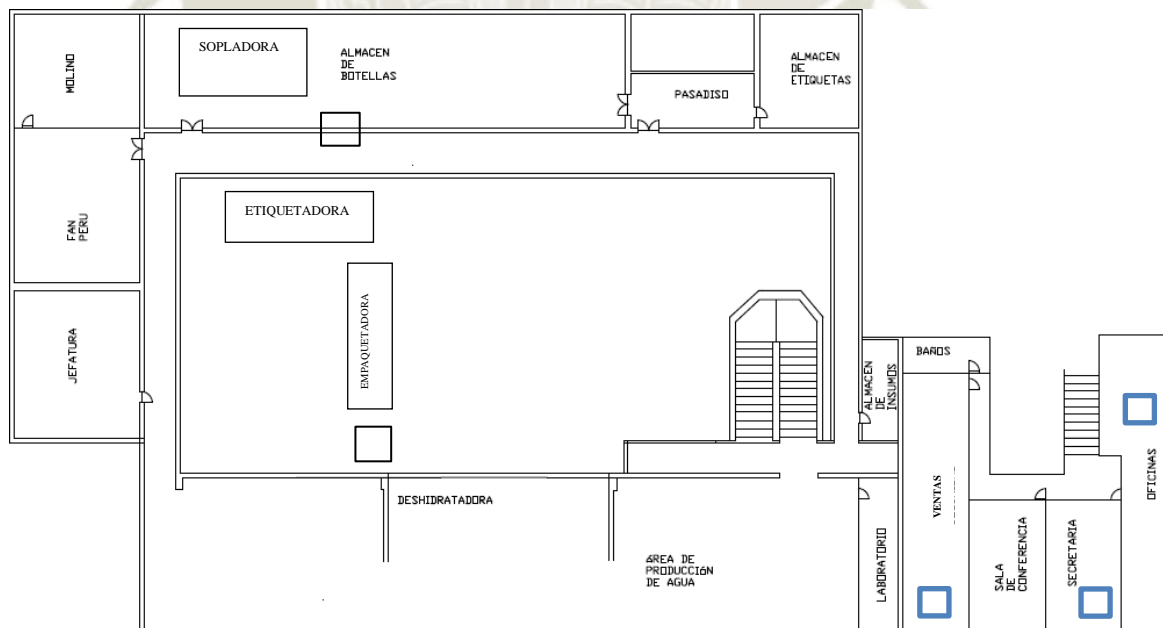 SOPLADORA
ALMACEN
DE
BOTELLAS
MOLINO
PASADISO
ALMACEN
DE
ETIQUETAS
ETIQUETADORA
FAN
PERU
EMPAQUETADORA
JEFATURA
BAÑOS
ALMACEN
DE
INSUMOS
VENTAS
OFICINAS
DESHIDRATADORA
ÁREA DE
PRODUCCIÓN
DE AGUA
LABORATORIO
SALA
DE
CONFERENCIA
SECRETARIA